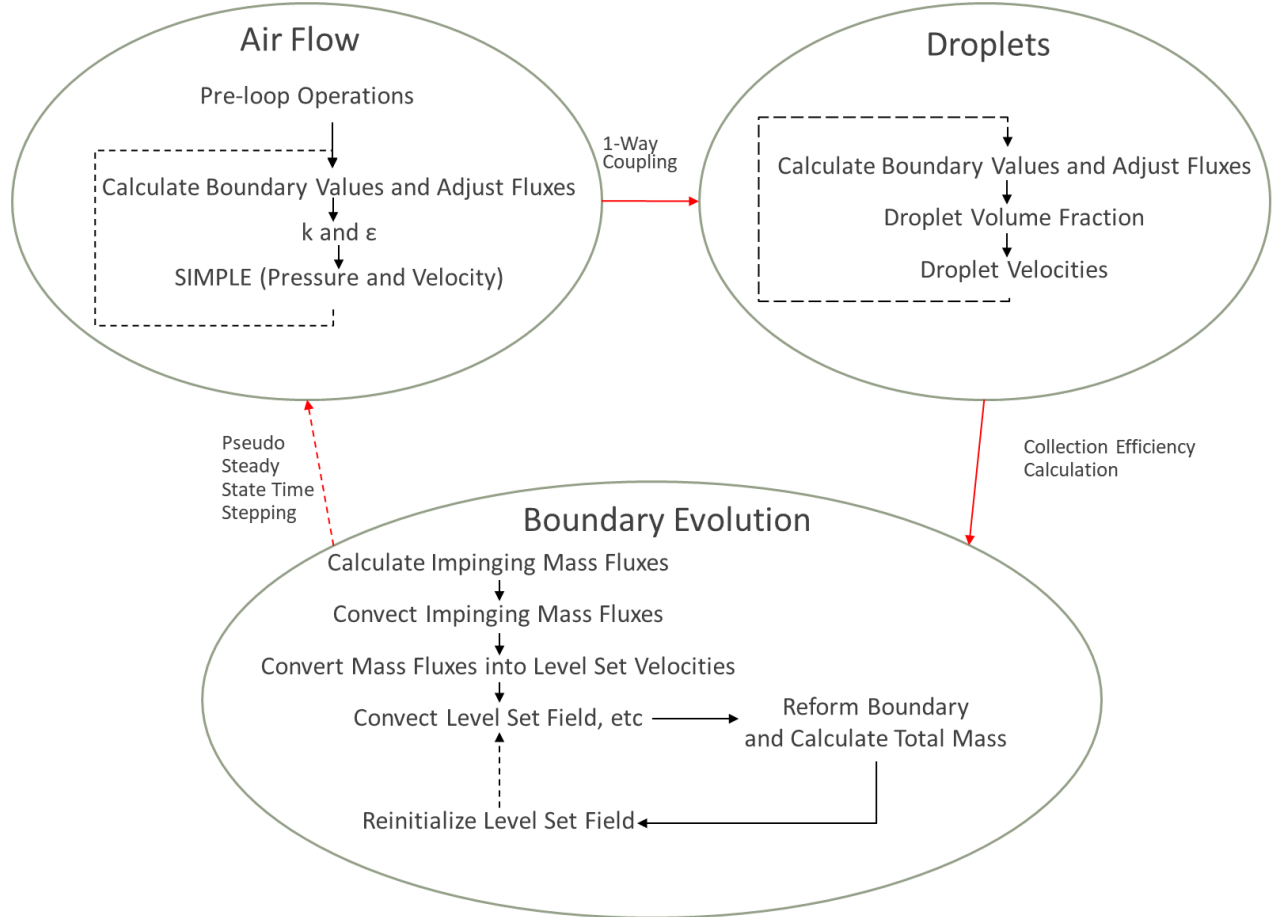 Air Flow
Pre-loop Operations
Calculate Boundary Values and Adjust Fluxes
k and ε
SIMPLE (Pressure and Velocity)
1-Way
Coupling
Droplets
Calculate Boundary Values and Adjust Fluxes
Droplet Volume Fraction
Droplet Velocities
Pseudo
Steady
State Time
Stepping
Collection Efficiency
Calculation
Boundary Evolution
Calculate Impinging Mass Fluxes
Convect Impinging Mass Fluxes
Convert Mass Fluxes into Level Set Velocities
Convect Level Set Field, etc
Reform Boundary
and Calculate Total Mass
Reinitialize Level Set Field